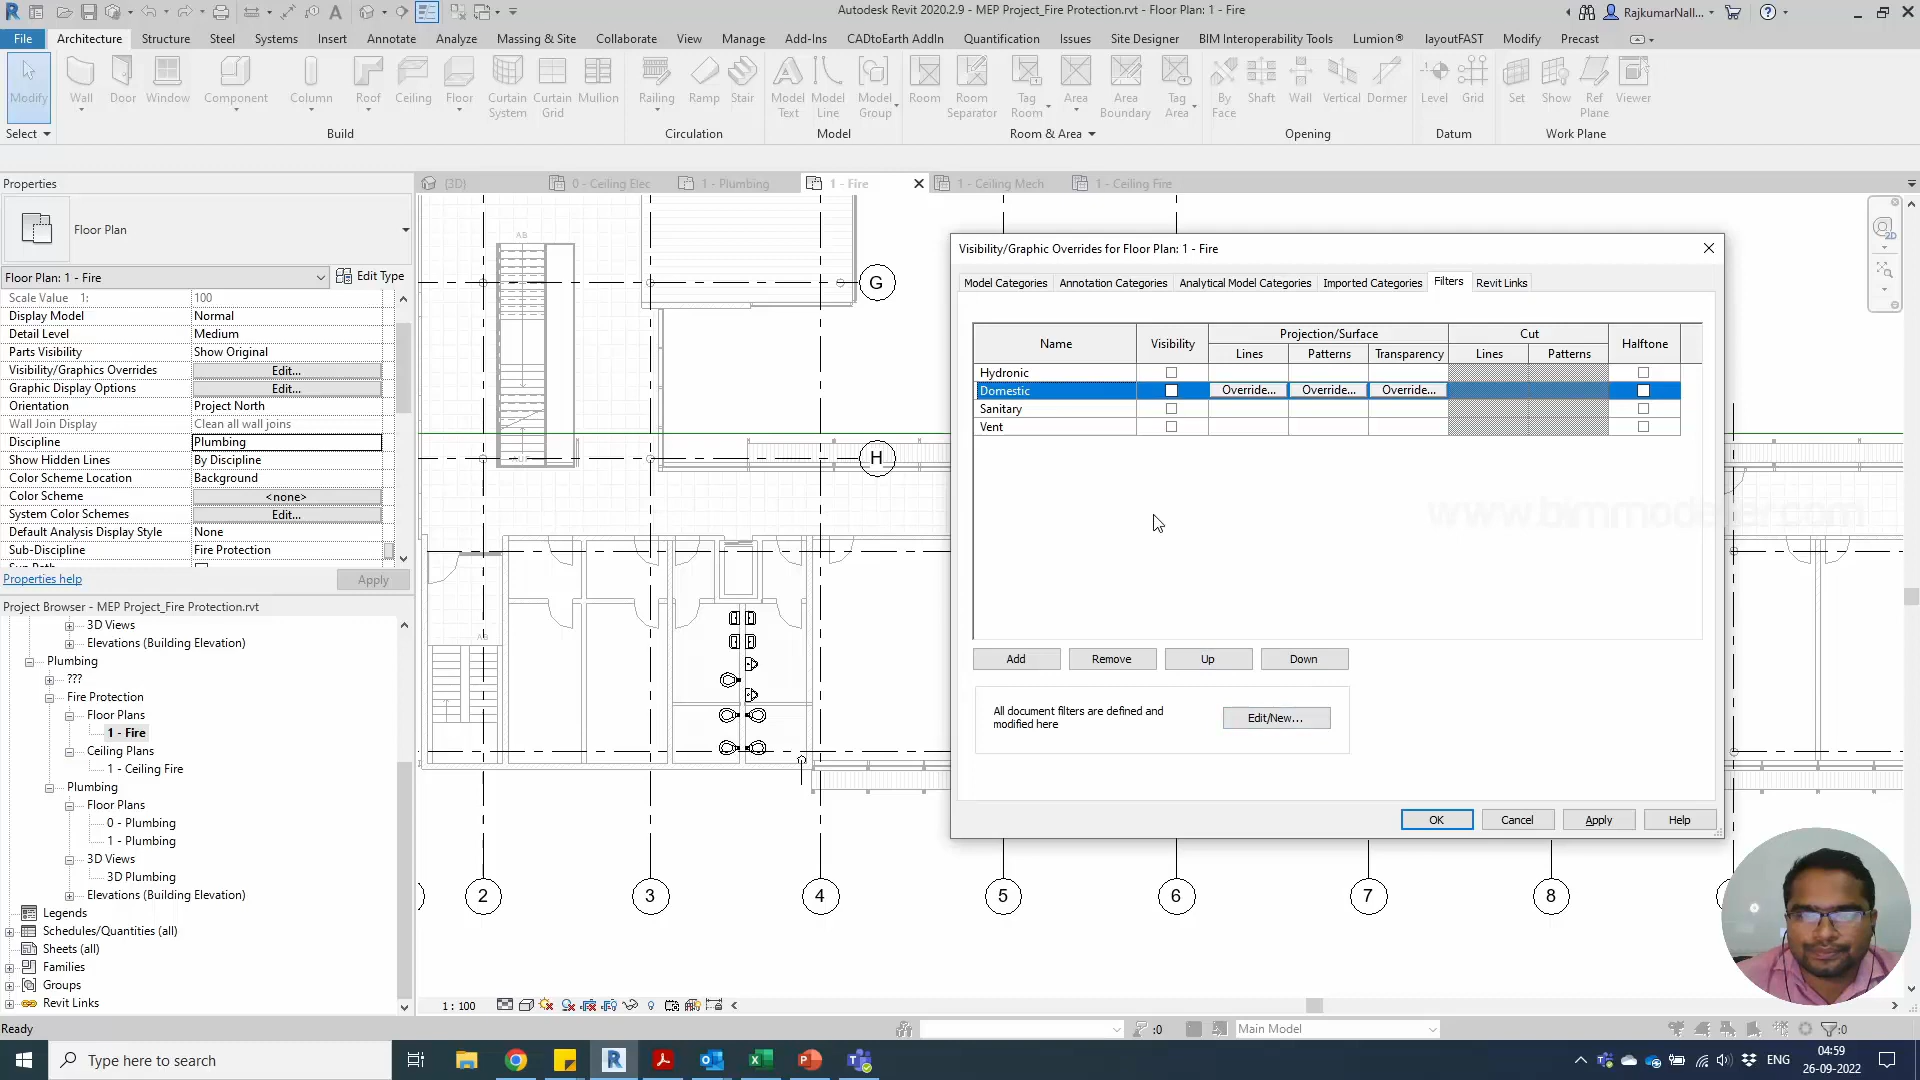 Autodesk Revit 2020.2.9 - MEP Project_Fire Protection.rvt - Floor Plan: 1 - Fire
RajkumarNall...
File Architecture Structure Steel Systems Insert Annotate Analyze Massing & Site Collaborate View Manage Add-Ins CADtoEarth AddIn Quantification Issues Site Designer BIM Interoperability Tools Lumion® layoutFAST Modify Precast
Modify Wall Door Window Component Column Roof Ceiling Floor Curtain System Curtain Grid Mullion Railing Ramp Stair Model Text Model Line Model Group Room Room Separator Tag Room Area Area Boundary Tag Area By Face Shaft Wall Vertical Dormer Level Grid Set Show Ref Plane Viewer
Select Build Circulation Model Room & Area Opening Datum Work Plane
Properties
{3D} 0 - Ceiling Elec 1 - Plumbing 1 - Fire 1 - Ceiling Mech 1 - Ceiling Fire
Floor Plan
Floor Plan: 1 - Fire Edit Type
Scale Value 1: 100
Display Model Normal
Detail Level Medium
Parts Visibility Show Original
Visibility/Graphics Overrides Edit...
Graphic Display Options Edit...
Orientation Project North
Wall Join Display Clean all wall joins
Discipline Plumbing
Show Hidden Lines By Discipline
Color Scheme Location Background
Color Scheme <none>
System Color Schemes Edit...
Default Analysis Display Style None
Sub-Discipline Fire Protection
Properties help Apply
Project Browser - MEP Project_Fire Protection.rvt
3D Views
Elevations (Building Elevation)
Plumbing
???
Fire Protection
Floor Plans
1 - Fire
Ceiling Plans
1 - Ceiling Fire
Plumbing
Floor Plans
0 - Plumbing
1 - Plumbing
3D Views
3D Plumbing
Elevations (Building Elevation)
Legends
Schedules/Quantities (all)
Sheets (all)
Families
Groups
Revit Links
AB
G
H
AB
2 3 4 5 6 7 8
Visibility/Graphic Overrides for Floor Plan: 1 - Fire
Model Categories Annotation Categories Analytical Model Categories Imported Categories Filters Revit Links
Name Visibility Projection/Surface Cut Halftone
Lines Patterns Transparency Lines Patterns
Hydronic
Domestic Override... Override... Override...
Sanitary
Vent
www.bimmodeler.com
Add Remove Up Down
All document filters are defined and
modified here
Edit/New...
OK Cancel Apply Help
2D
1 : 100
Ready
:0 Main Model :0
Type here to search
ENG
04:59
26-09-2022